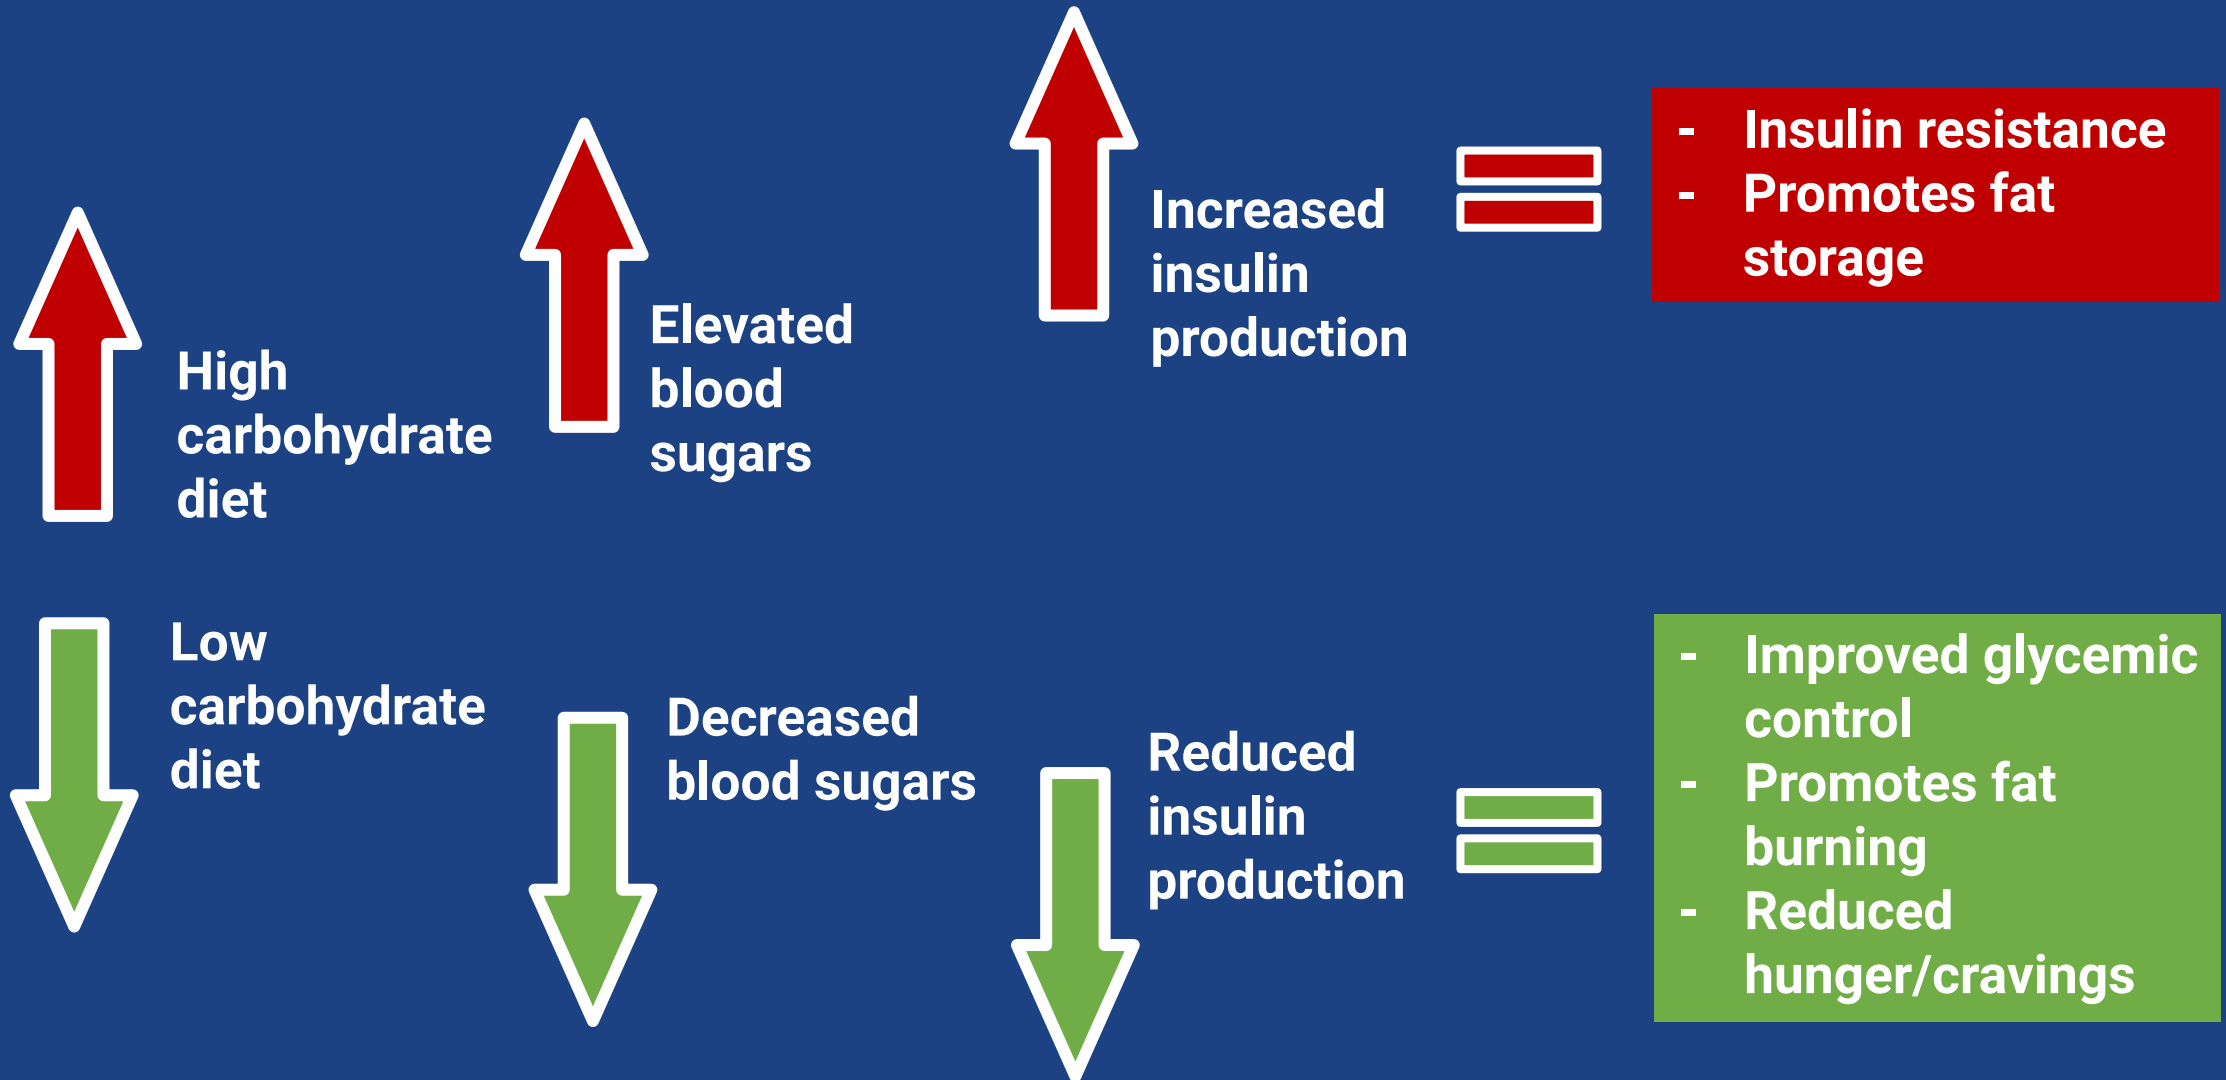 High
carbohydrate
diet
Elevated
blood
sugars
Increased
insulin
production
- Insulin resistance
- Promotes fat
storage
Low
carbohydrate
diet
Decreased
blood sugars
Reduced
insulin
production
- Improved glycemic
control
- Promotes fat
burning
- Reduced
hunger/cravings